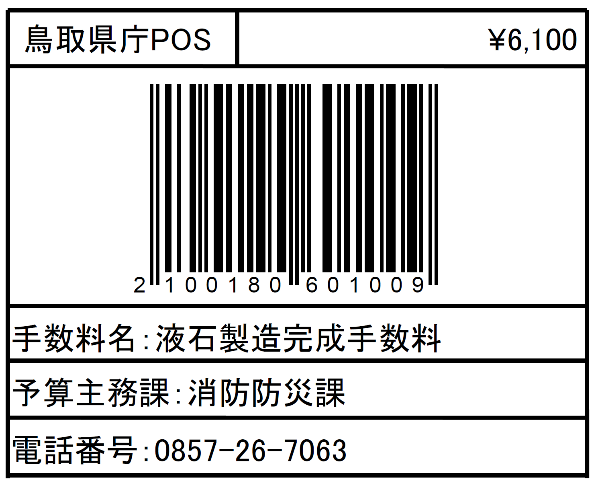 鳥取県庁POS
¥6,100
2100180601009
手数料名:液石製造完成手数料
予算主務課:消防防災課
電話番号:0857-26-7063